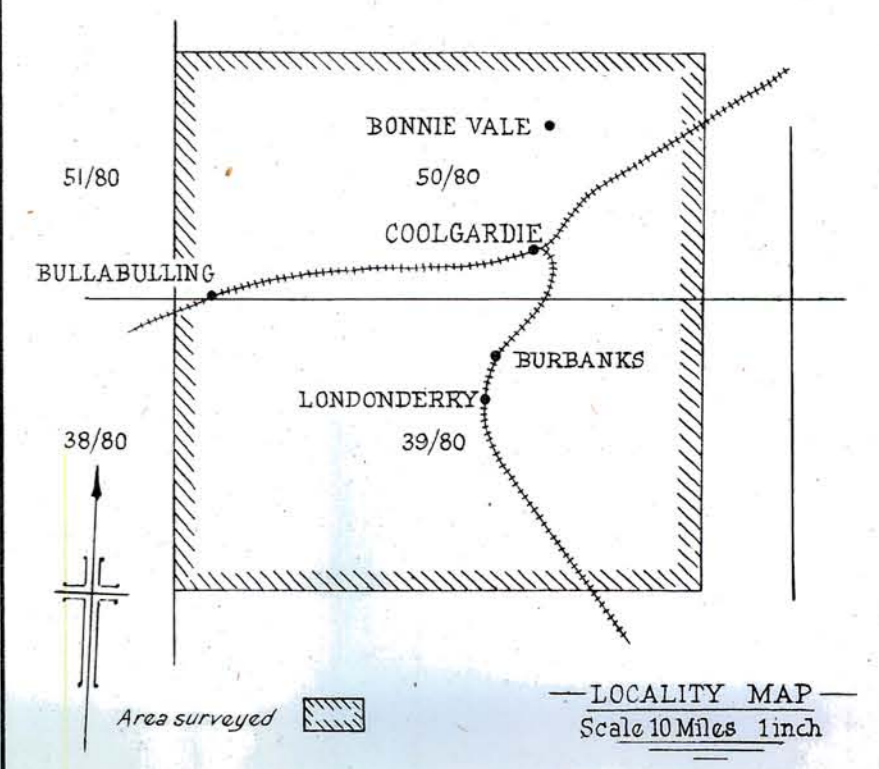 BONNIE VALE
51/80
50/80
COOLGARDIE
BULLABULLING
BURBANKS
LONDONDERRY
38/80
39/80
LOCALITY MAP
Area surveyed
Scale 10 Miles 1 inch